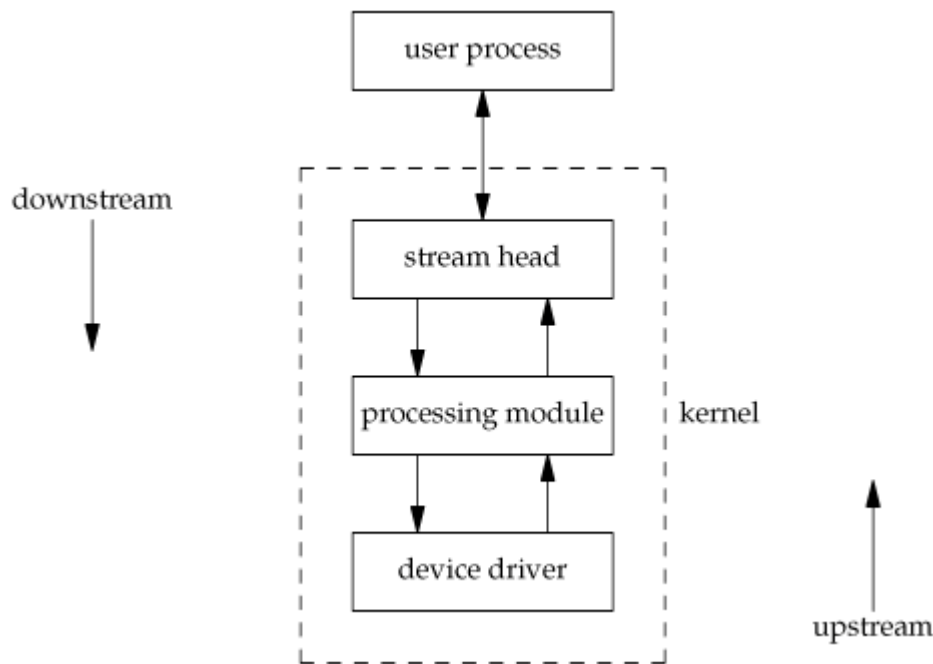 user process
downstream
stream head
processing module
kernel
device driver
upstream